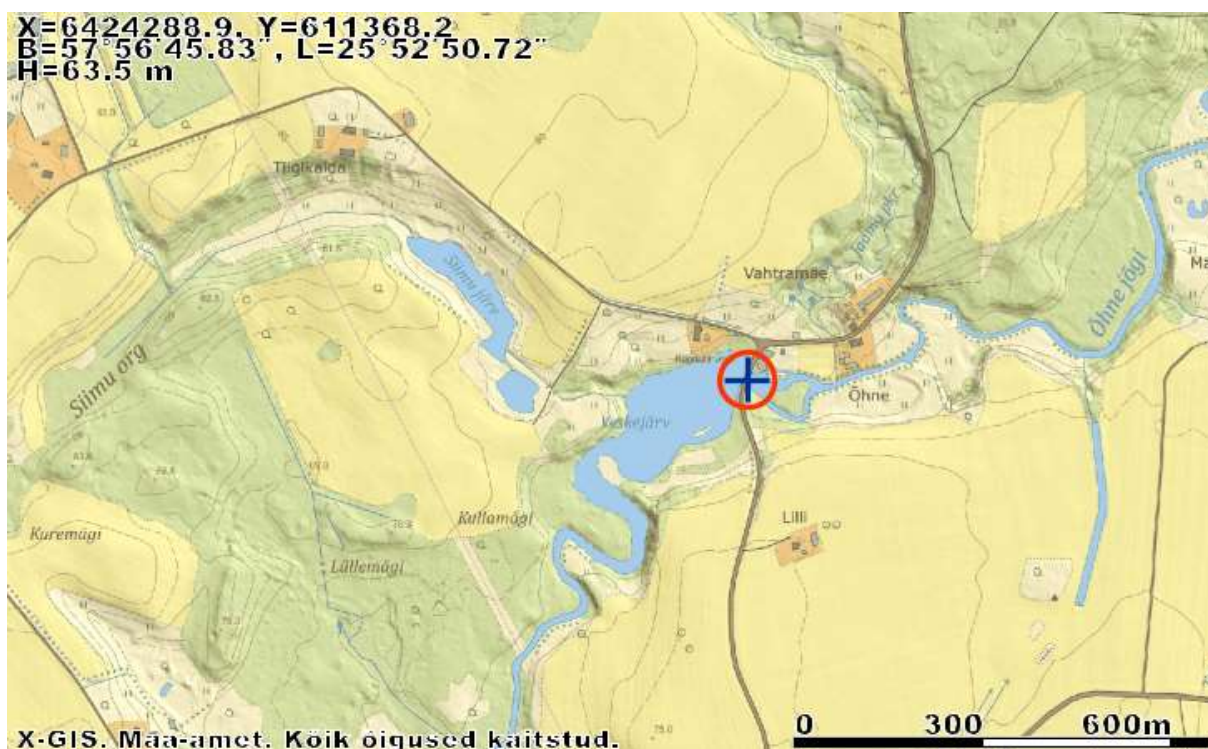 X=6424288.9, Y=611368.2
B=57°56'45.83", L=25°52'50.72"
H=63.5 m
Tiigikalda
Siimu järv
Vahtramäe
Õhne jõgi
Siimu org
Veskejärv
Õhne
Kullamägi
Lilli
Kuremägi
Lüllemägi
0 300 600m
X-GIS. Maa-amet. Kõik õigused kaitstud.